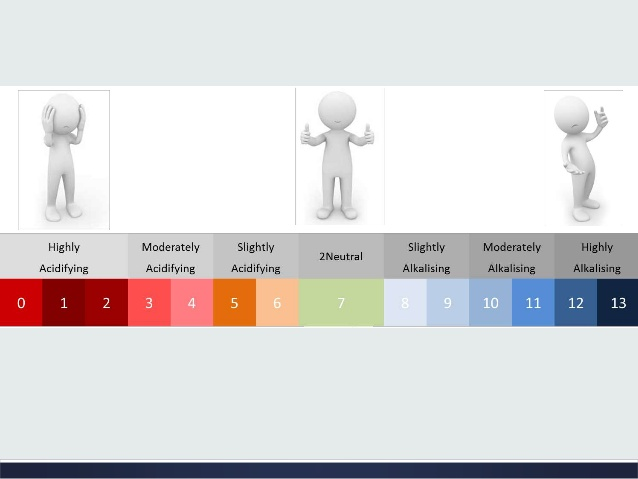 Highly Acidifying
Moderately Acidifying
Slightly Acidifying
2Neutral
Slightly Alkalising
Moderately Alkalising
Highly Alkalising
0 1 2 3 4 5 6 7 8 9 10 11 12 13